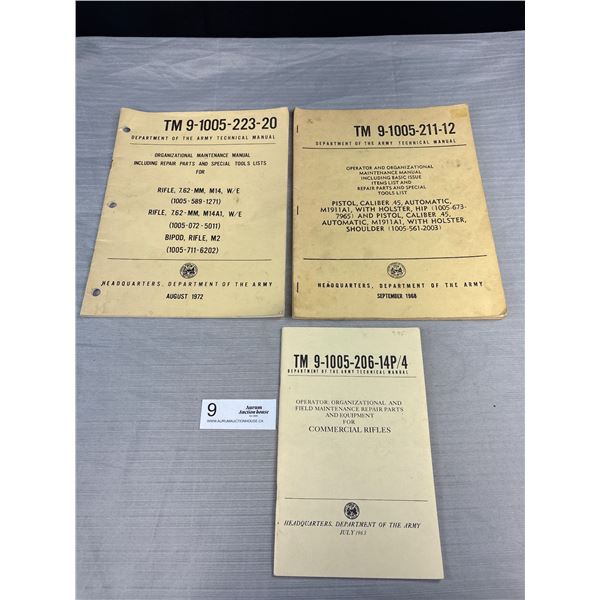 TM 9-1005-223-20
DEPARTMENT OF THE ARMY TECHNICAL MANUAL
ORGANIZATIONAL MAINTENANCE MANUAL
INCLUDING REPAIR PARTS AND SPECIAL TOOLS LISTS
FOR
RIFLE, 7.62-MM, M14, W/E
(1005-589-1271)
RIFLE, 7.62-MM, M14A1, W/E
(1005-072-5011)
BIPOD, RIFLE, M2
(1005-711-6202)
HEADQUARTERS, DEPARTMENT OF THE ARMY
AUGUST 1972
TM 9-1005-211-12
DEPARTMENT OF THE ARMY TECHNICAL MANUAL
OPERATOR AND ORGANIZATIONAL
MAINTENANCE MANUAL
INCLUDING BASIC ISSUE
ITEMS LIST AND
REPAIR PARTS AND SPECIAL
TOOLS LIST
PISTOL, CALIBER .45, AUTOMATIC,
M1911A1, WITH HOLSTER, HIP (1005-673-
7965) AND PISTOL, CALIBER .45,
AUTOMATIC, M1911A1, WITH HOLSTER,
SHOULDER (1005-561-2003)
HEADQUARTERS, DEPARTMENT OF THE ARMY
SEPTEMBER 1968
TM 9-1005-206-14P/4
DEPARTMENT OF THE ARMY TECHNICAL MANUAL
OPERATOR, ORGANIZATIONAL AND
FIELD MAINTENANCE REPAIR PARTS
AND EQUIPMENT
FOR
COMMERCIAL RIFLES
HEADQUARTERS, DEPARTMENT OF THE ARMY
JULY 1963
9
Aurum
Auction house
WWW.AURUMAUCTIONHOUSE.CA